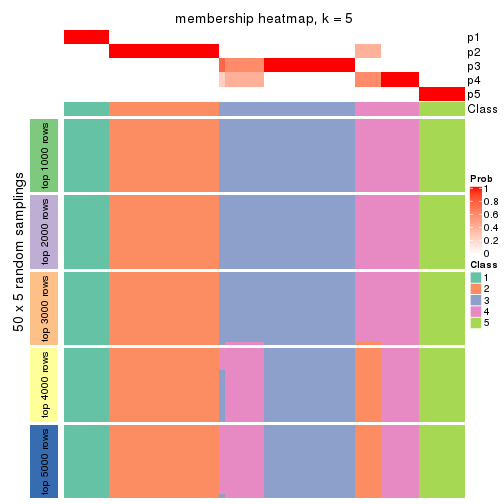 membership heatmap, k = 5
p1
p2
p3
p4
p5
Class
50 x 5 random samplings
top 1000 rows
top 2000 rows
top 3000 rows
top 4000 rows
top 5000 rows
Prob
1
0.8
0.6
0.4
0.2
0
Class
1
2
3
4
5